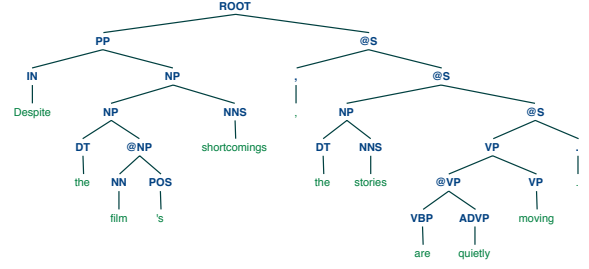 ROOT
PP @S
IN NP , @S
Despite NP NNS , NP @S
DT @NP shortcomings DT NNS VP .
the NN POS the stories @VP VP .
film 's VBP ADVP moving
are quietly